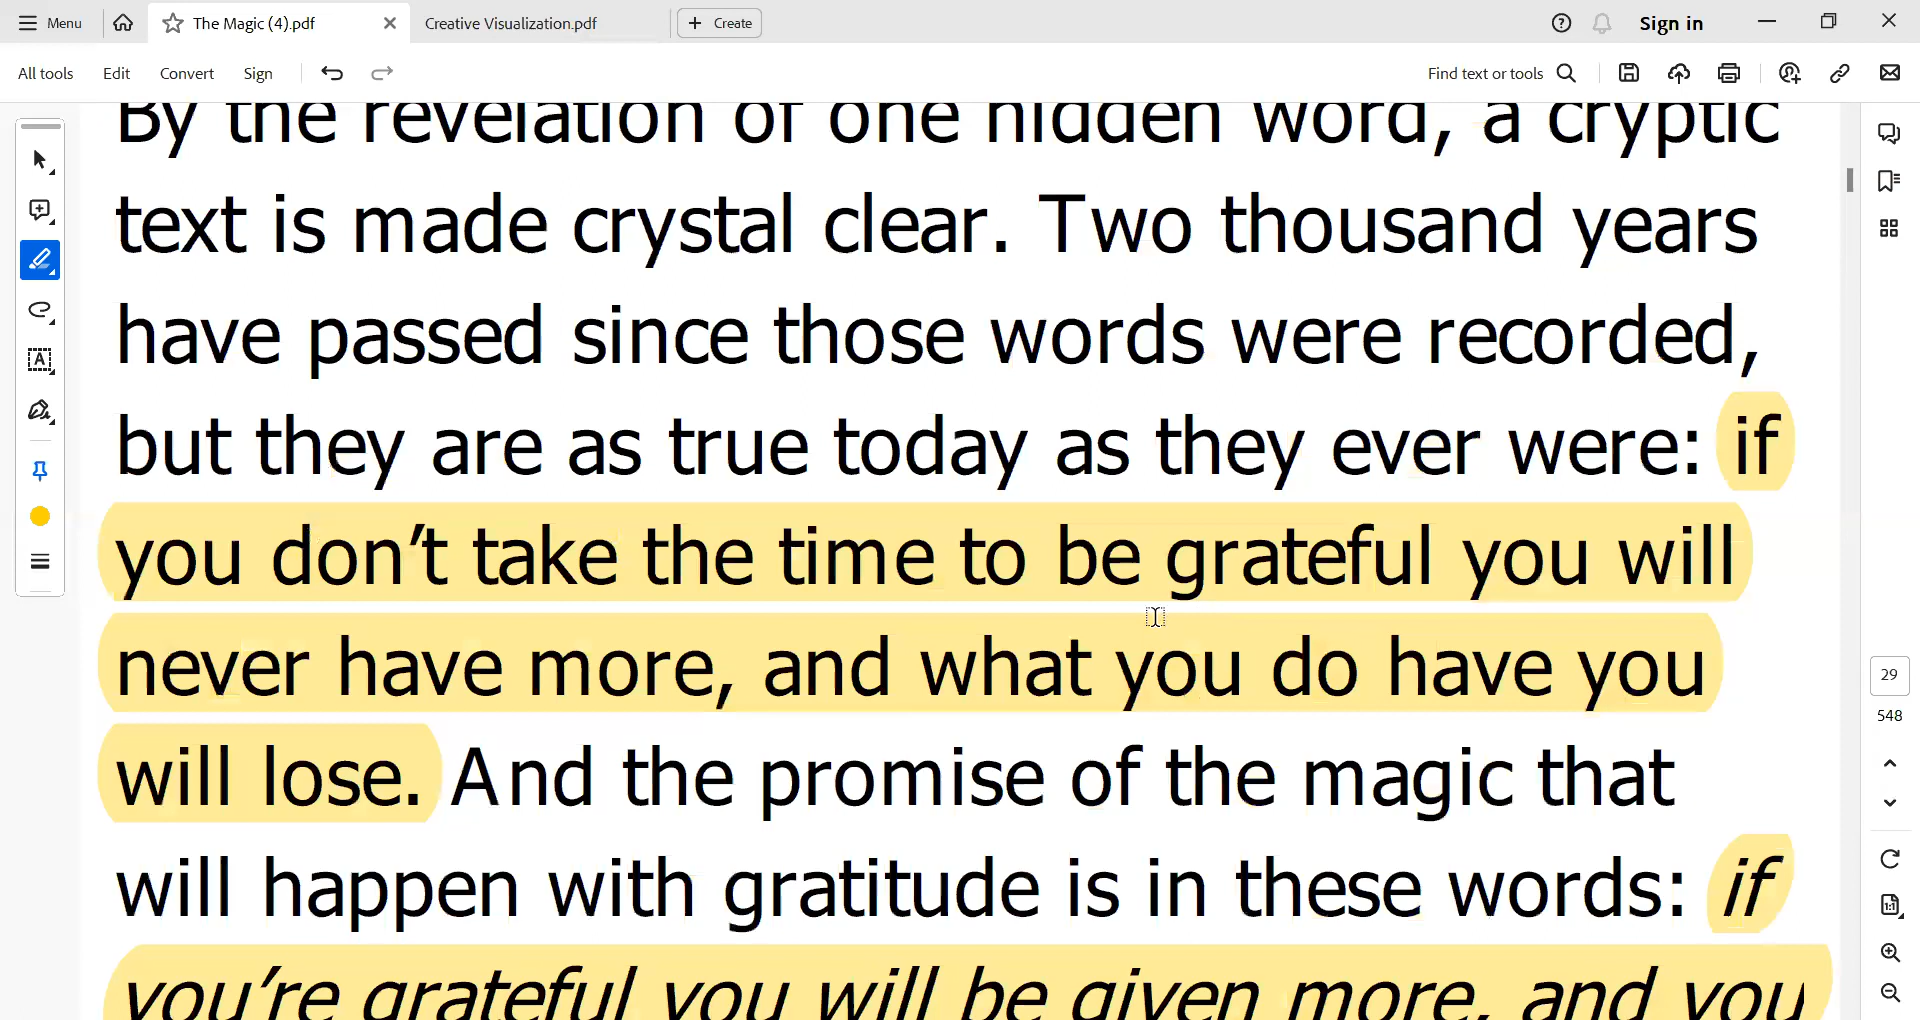 Menu
The Magic (4).pdf
Creative Visualization.pdf
Create
Sign in
All tools
Edit
Convert
Sign
Find text or tools
By the revelation of one hidden word, a cryptic
text is made crystal clear. Two thousand years
have passed since those words were recorded,
but they are as true today as they ever were: if
you don’t take the time to be grateful you will
never have more, and what you do have you
will lose. And the promise of the magic that
will happen with gratitude is in these words: if
you’re grateful you will be given more, and you
29
548